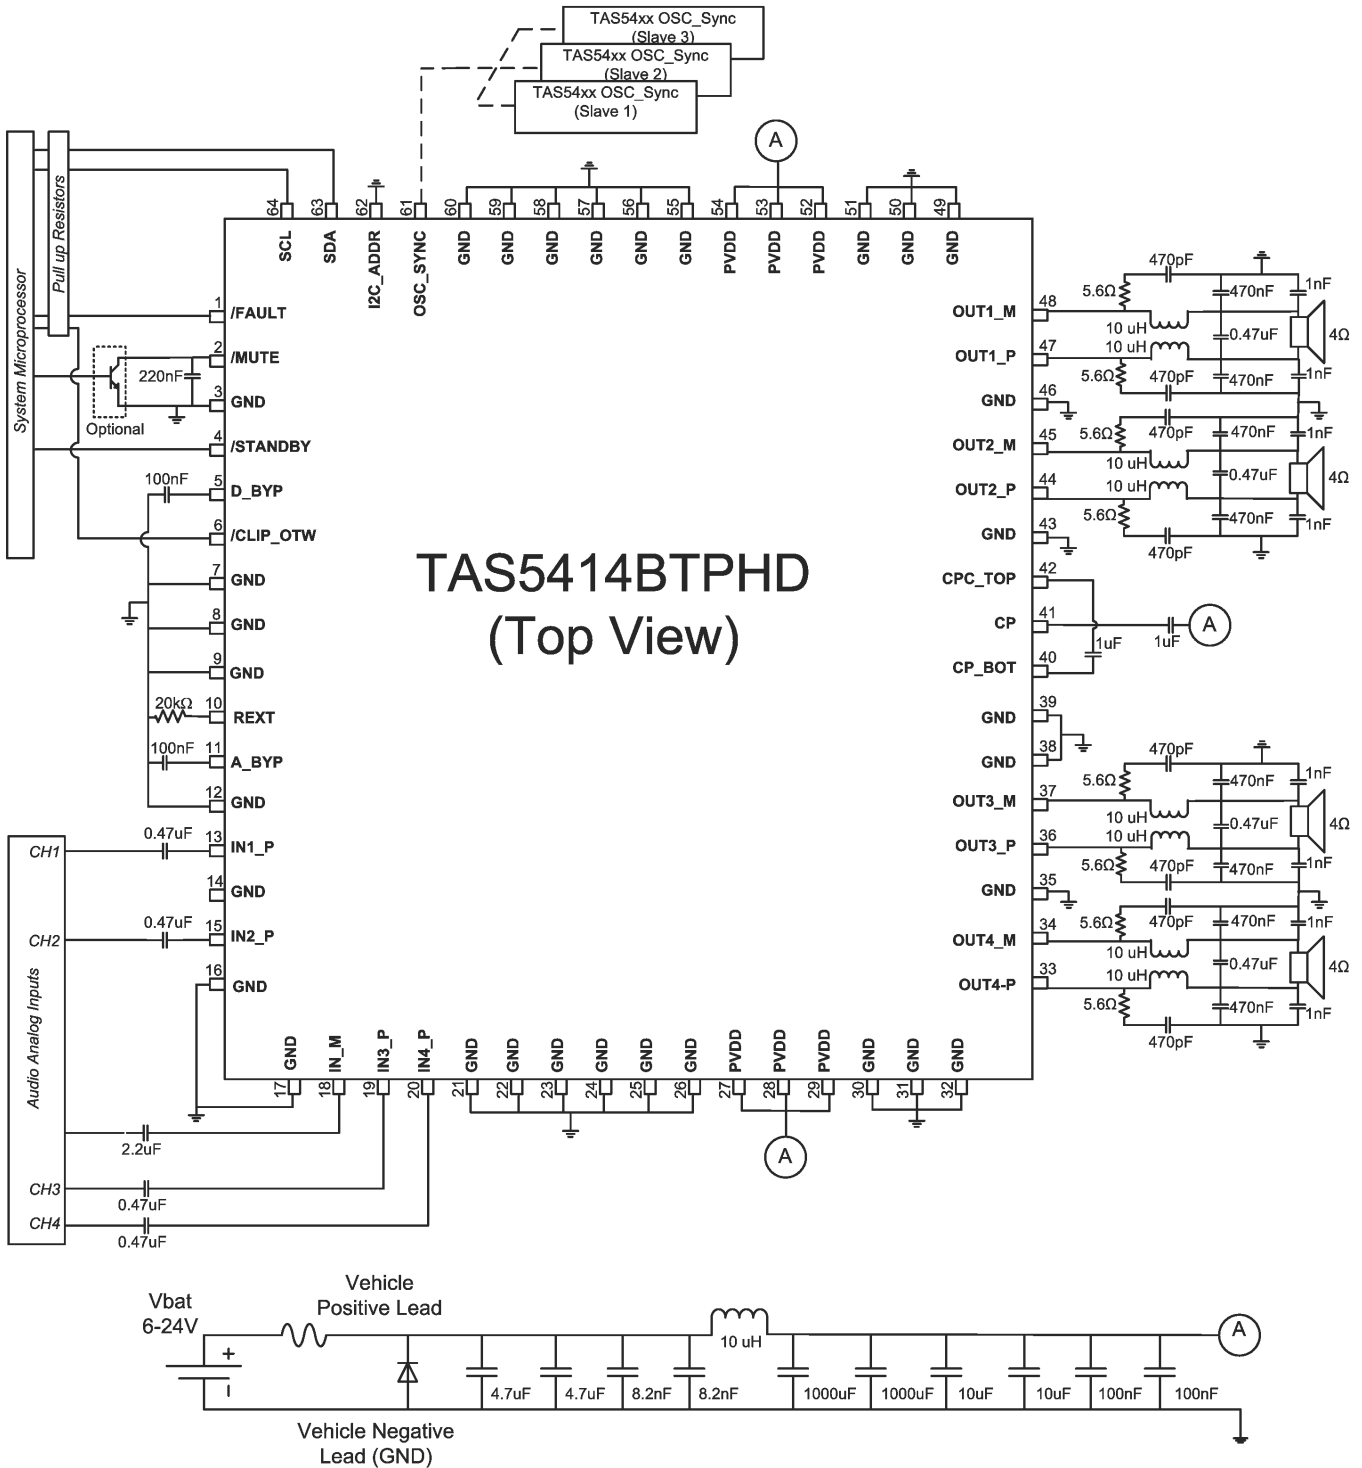 TAS54xx OSC_Sync
(Slave 3)
TAS54xx OSC_Sync
(Slave 2)
TAS54xx OSC_Sync
(Slave 1)
A
System Microprocessor
Pull up Resistors
64 63 62 61 60 59 58 57 56 55 54 53 52 51 50 49
SCL SDA I2C_ADDR OSC_SYNC GND GND GND GND GND GND PVDD PVDD PVDD GND GND GND
1 /FAULT
2 /MUTE
220nF
3 GND
Optional
4 /STANDBY
100nF
5 D_BYP
6 /CLIP_OTW
7 GND
8 GND
9 GND
20kΩ
10 REXT
100nF
11 A_BYP
12 GND
CH1
0.47uF
13 IN1_P
14 GND
CH2
0.47uF
15 IN2_P
16 GND
Audio Analog Inputs
TAS5414BTPHD
(Top View)
470pF
5.6Ω
470nF
1nF
OUT1_M 48
10 uH
0.47uF
4Ω
10 uH
OUT1_P 47
5.6Ω
470pF
470nF
1nF
GND 46
5.6Ω
470pF
470nF
1nF
OUT2_M 45
10 uH
0.47uF
4Ω
10 uH
OUT2_P 44
5.6Ω
470nF
1nF
470pF
GND 43
CPC_TOP 42
CP 41
1uF
1uF
A
CP_BOT 40
GND 39
GND 38
470pF
5.6Ω
470nF
1nF
OUT3_M 37
10 uH
0.47uF
4Ω
10 uH
OUT3_P 36
5.6Ω
470pF
470nF
1nF
GND 35
5.6Ω
470pF
470nF
1nF
OUT4_M 34
10 uH
0.47uF
4Ω
10 uH
OUT4-P 33
5.6Ω
470nF
1nF
470pF
GND IN_M IN3_P IN4_P GND GND GND GND GND GND PVDD PVDD PVDD GND GND GND
17 18 19 20 21 22 23 24 25 26 27 28 29 30 31 32
2.2uF
A
CH3
0.47uF
CH4
0.47uF
Vbat
6-24V
Vehicle
Positive Lead
+
–
10 uH
A
4.7uF 4.7uF 8.2nF 8.2nF 1000uF 1000uF 10uF 10uF 100nF 100nF
Vehicle Negative
Lead (GND)